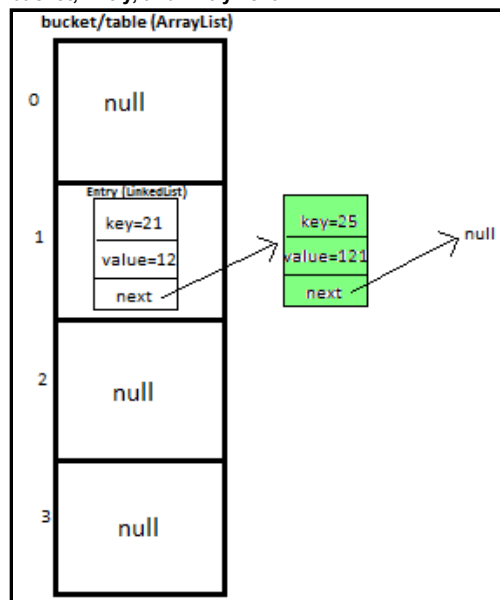 bucket/table (ArrayList)
0
null
Entry (LinkedList)
1
key=21
value=12
next
key=25
value=121
next
null
2
null
3
null